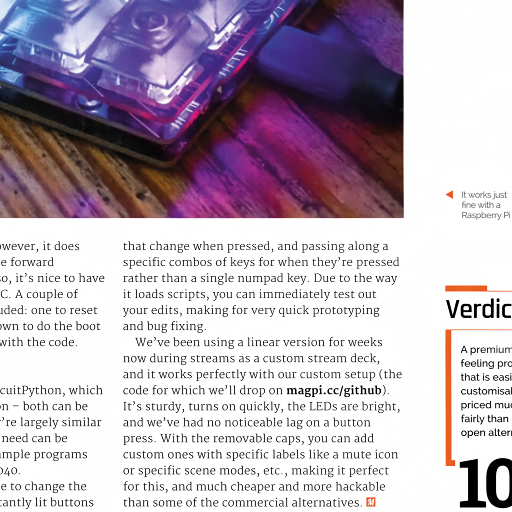 It works just
fine with a
Raspberry Pi
owever, it does
e forward
so, it's nice to have
C. A couple of
uded: one to reset
own to do the boot
with the code.
cuitPython, which
on – both can be
're largely similar
need can be
ample programs
040.
e to change the
cantly lit buttons
that change when pressed, and passing along a
specific combos of keys for when they're pressed
rather than a single numpad key. Due to the way
it loads scripts, you can immediately test out
your edits, making for very quick prototyping
and bug fixing.
We've been using a linear version for weeks
now during streams as a custom stream deck,
and it works perfectly with our custom setup (the
code for which we'll drop on magpi.cc/github).
It's sturdy, turns on quickly, the LEDs are bright,
and we've had no noticeable lag on a button
press. With the removable caps, you can add
custom ones with specific labels like a mute icon
or specific scene modes, etc., making it perfect
for this, and much cheaper and more hackable
than some of the commercial alternatives.
Verdic
A premium
feeling pro
that is easi
customisa
priced muc
fairly than
open alter
10